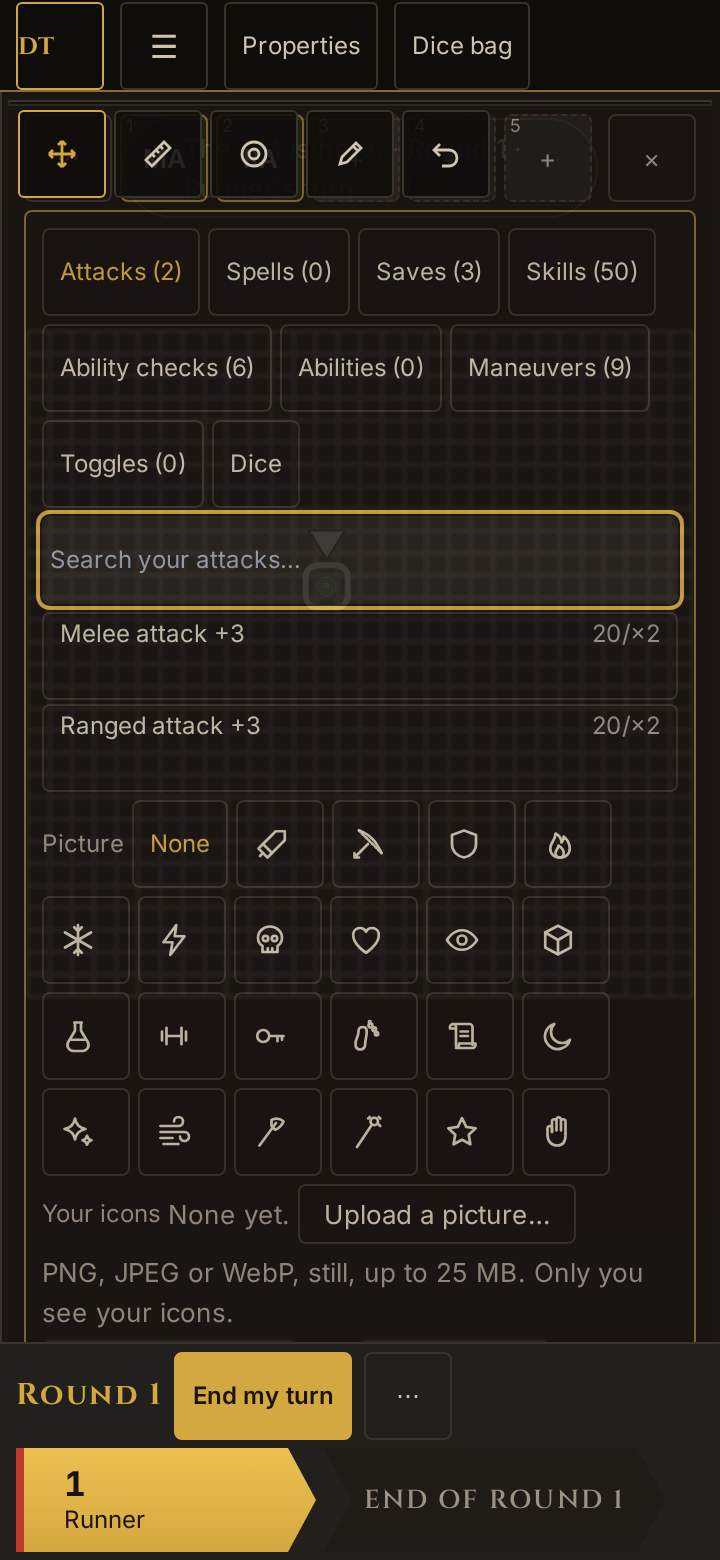 DT
☰
Properties
Dice bag
1
2
3
4
5
+
×
Attacks (2)
Spells (0)
Saves (3)
Skills (50)
Ability checks (6)
Abilities (0)
Maneuvers (9)
Toggles (0)
Dice
Search your attacks...
Melee attack +3 20/×2
Ranged attack +3 20/×2
Picture None
Your icons None yet. Upload a picture...
PNG, JPEG or WebP, still, up to 25 MB. Only you
see your icons.
Round 1 End my turn ...
1
Runner
End of Round 1